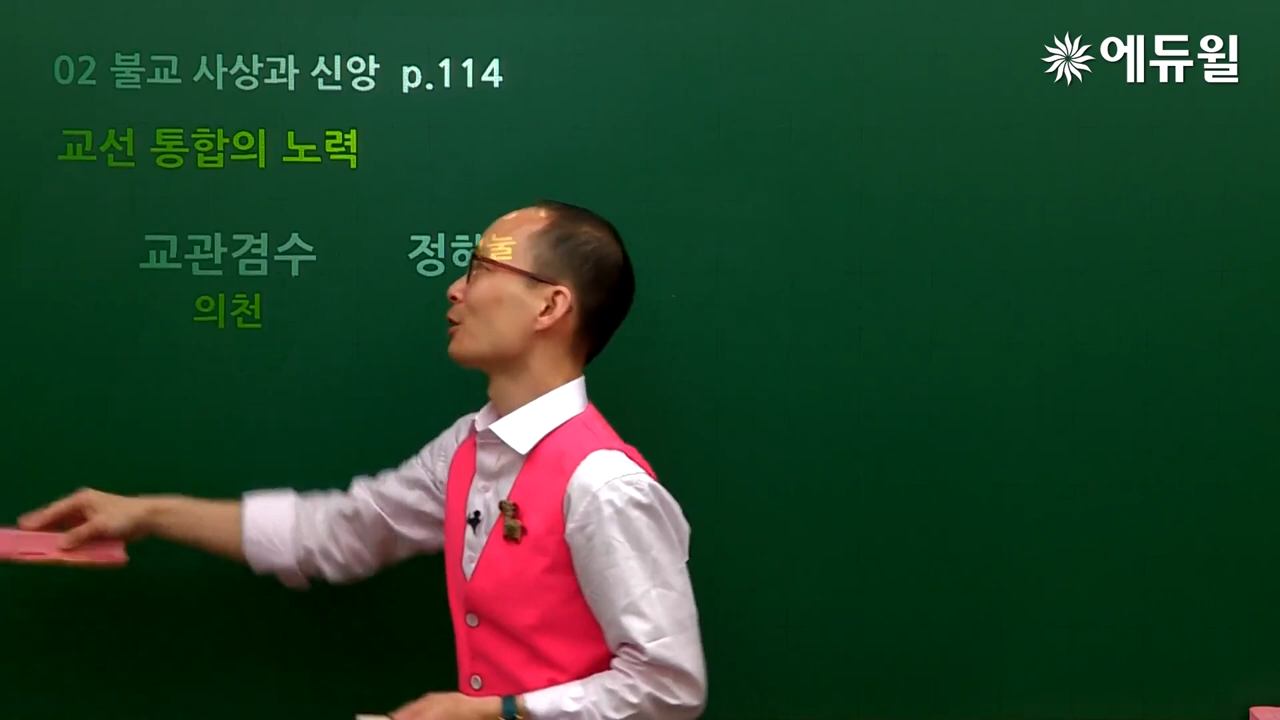 02 불교 사상과 신앙 p.114
에듀윌
교선 통합의 노력
교관겸수
의천